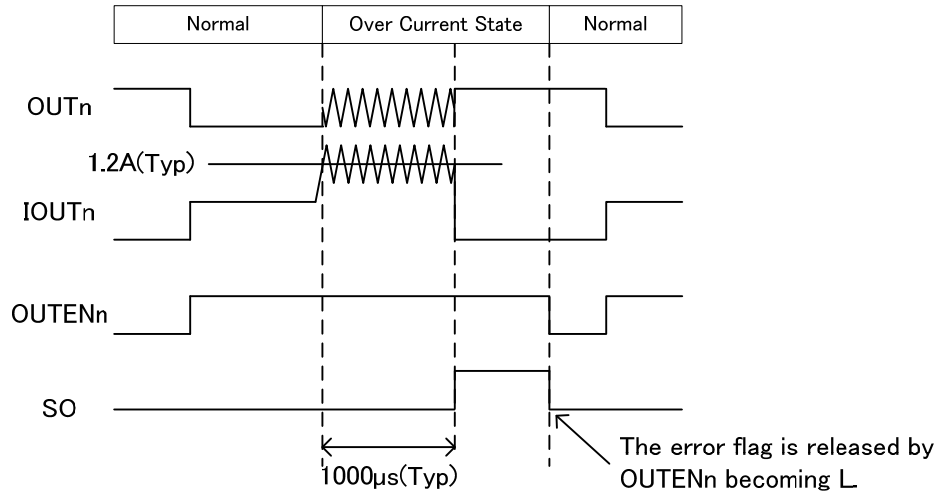 Normal
Over Current State
Normal
OUTn
1.2A(Typ)
IOUTn
OUTENn
SO
1000μs(Typ)
The error flag is released by
OUTENn becoming L.